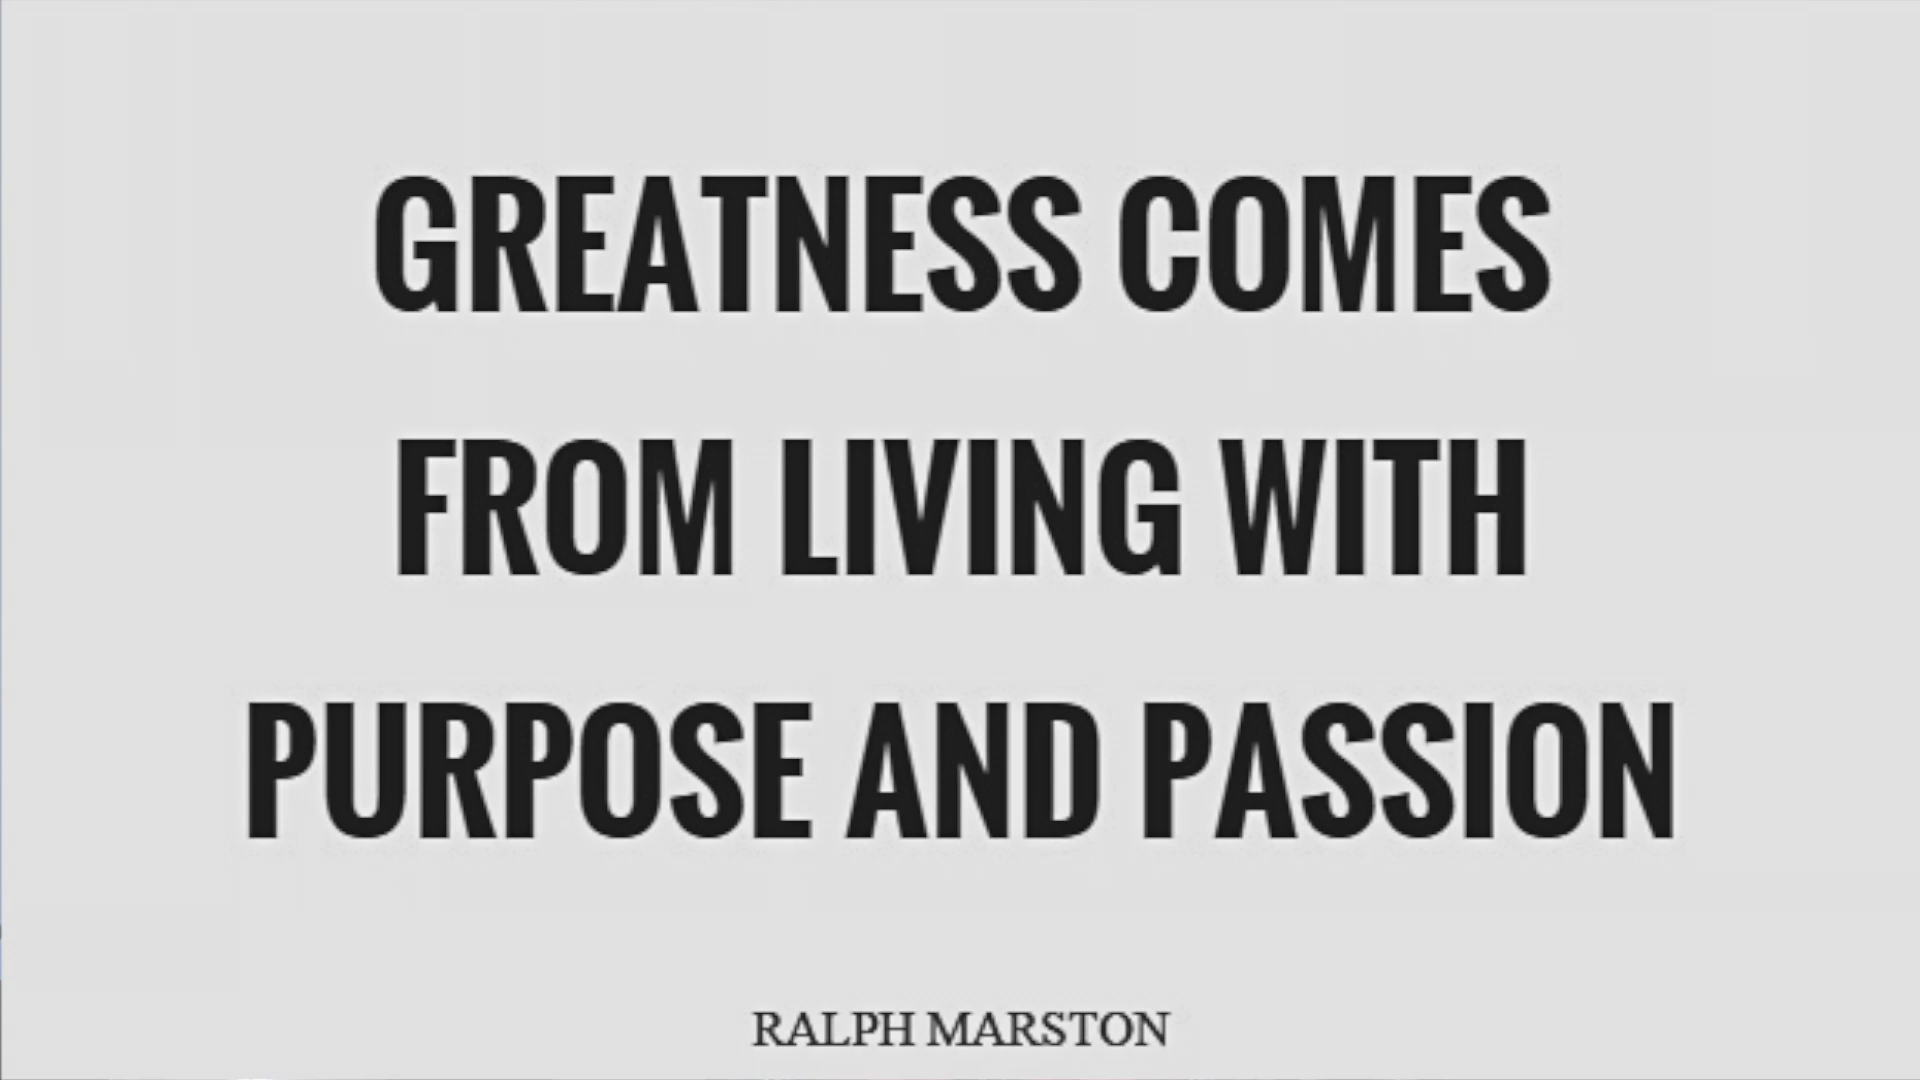 GREATNESS COMES
FROM LIVING WITH
PURPOSE AND PASSION
RALPH MARSTON